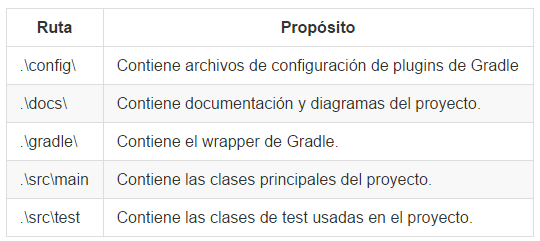 Ruta Propósito
.\config\ Contiene archivos de configuración de plugins de Gradle
.\docs\ Contiene documentación y diagramas del proyecto.
.\gradle\ Contiene el wrapper de Gradle.
.\src\main Contiene las clases principales del proyecto.
.\src\test Contiene las clases de test usadas en el proyecto.